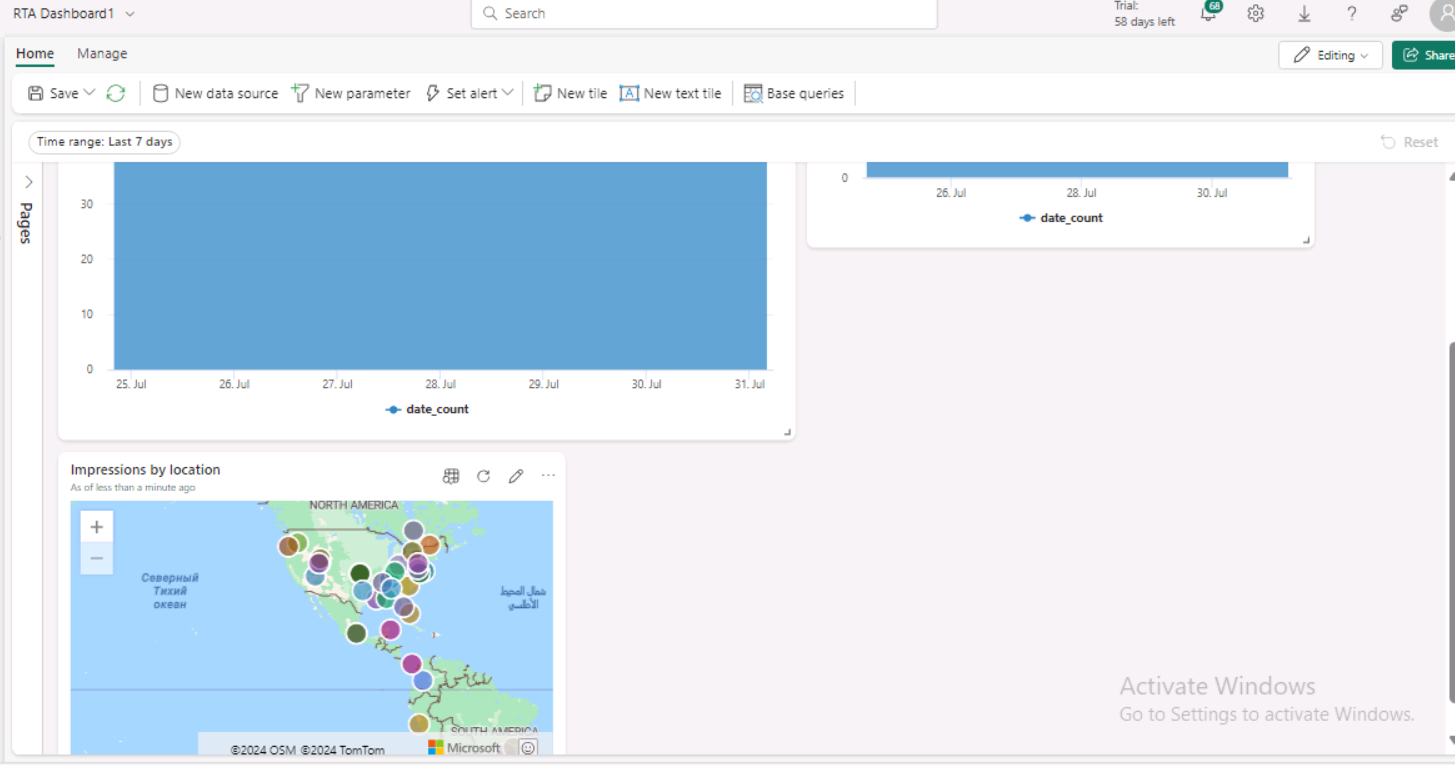 RTA Dashboard1
Search
Trial:
58 days left
68
?
Home Manage
Editing
Share
Save
New data source
New parameter
Set alert
New tile
New text tile
Base queries
Time range: Last 7 days
Reset
Pages
30
20
10
0
25. Jul 26. Jul 27. Jul 28. Jul 29. Jul 30. Jul 31. Jul
date_count
0
26. Jul 28. Jul 30. Jul
date_count
Impressions by location
As of less than a minute ago
NORTH AMERICA
Северный
Тихий
океан
شمال المحيط
الأطلسي
SOUTH AMERICA
©2024 OSM ©2024 TomTom
Microsoft
Activate Windows
Go to Settings to activate Windows.